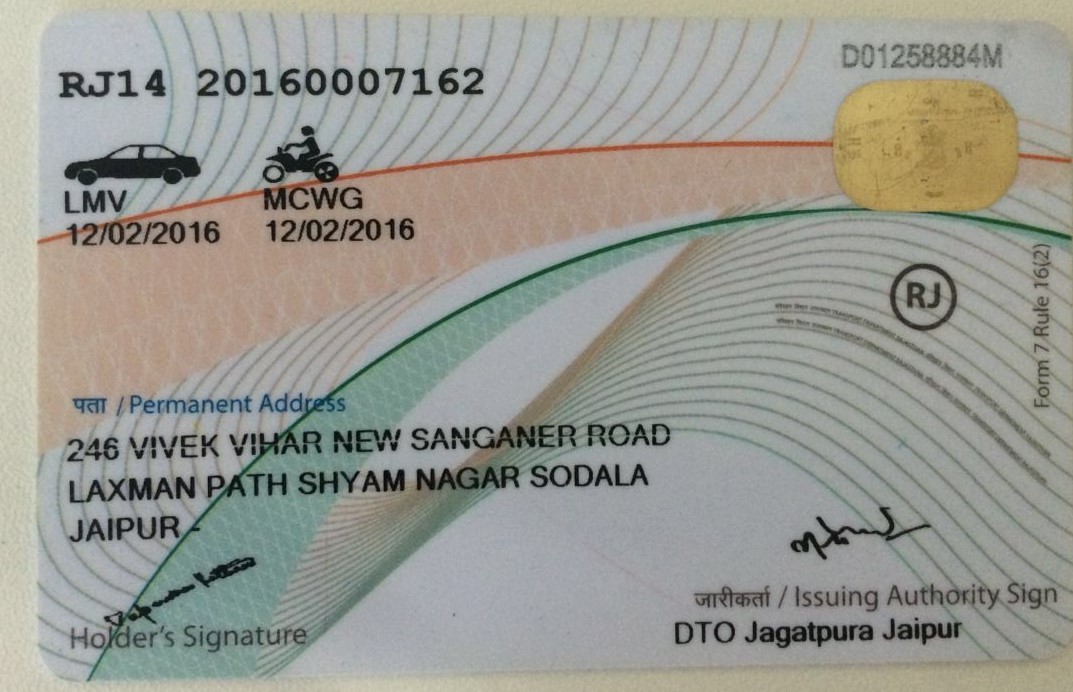 D01258884M
RJ14 20160007162
LMV MCWG
12/02/2016 12/02/2016
RJ
Form 7 Rule 16(2)
पता / Permanent Address
246 VIVEK VIHAR NEW SANGANER ROAD
LAXMAN PATH SHYAM NAGAR SODALA
JAIPUR -
Holder's Signature
जारीकर्ता / Issuing Authority Sign
DTO Jagatpura Jaipur